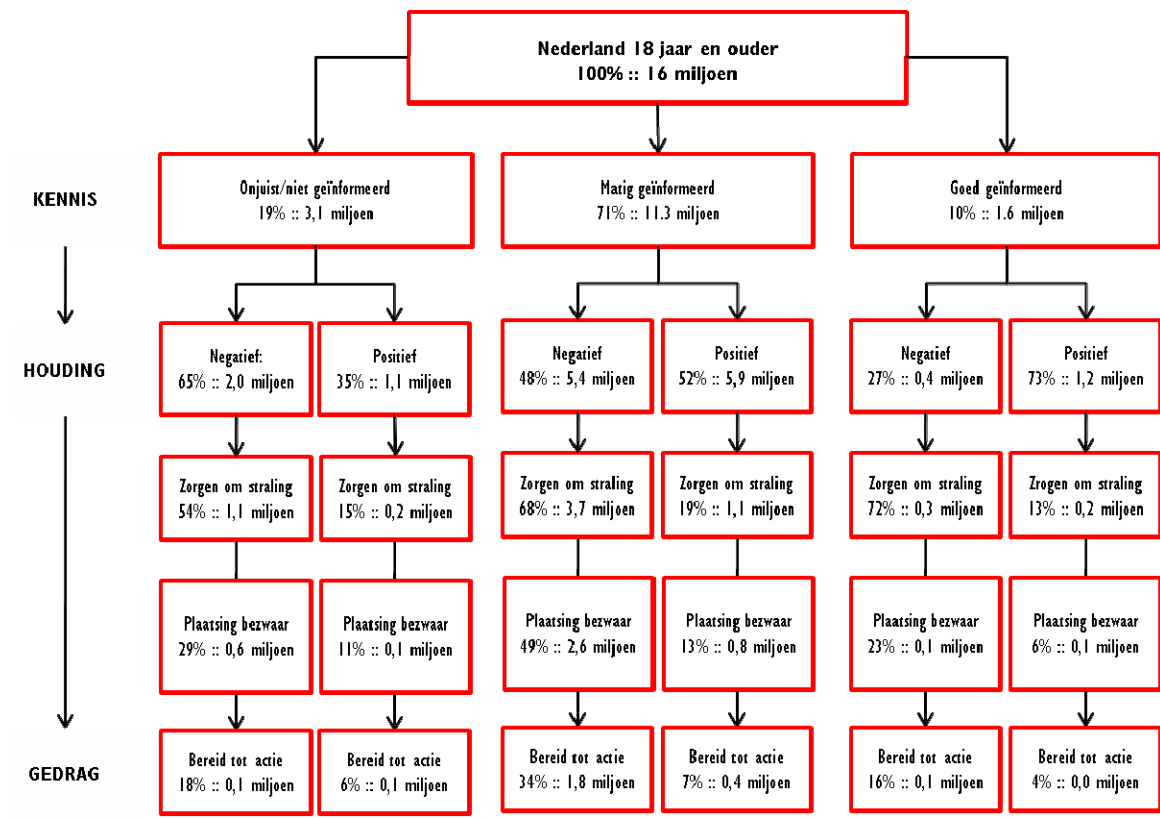 Nederland 18 jaar en ouder
100% :: 16 miljoen
KENNIS
Onjuist/niet geïnformeerd
19% :: 3,1 miljoen
Matig geïnformeerd
71% :: 11.3 miljoen
Goed geïnformeerd
10% :: 1.6 miljoen
HOUDING
Negatief:
65% :: 2,0 miljoen
Positief
35% :: 1,1 miljoen
Negatief
48% :: 5,4 miljoen
Positief
52% :: 5,9 miljoen
Negatief
27% :: 0,4 miljoen
Positief
73% :: 1,2 miljoen
Zorgen om straling
54% :: 1,1 miljoen
Zorgen om straling
15% :: 0,2 miljoen
Zorgen om straling
68% :: 3,7 miljoen
Zorgen om straling
19% :: 1,1 miljoen
Zorgen om straling
72% :: 0,3 miljoen
Zrogen om straling
13% :: 0,2 miljoen
Plaatsing bezwaar
29% :: 0,6 miljoen
Plaatsing bezwaar
11% :: 0,1 miljoen
Plaatsing bezwaar
49% :: 2,6 miljoen
Plaatsing bezwaar
13% :: 0,8 miljoen
Plaatsing bezwaar
23% :: 0,1 miljoen
Plaatsing bezwaar
6% :: 0,1 miljoen
GEDRAG
Bereid tot actie
18% :: 0,1 miljoen
Bereid tot actie
6% :: 0,1 miljoen
Bereid tot actie
34% :: 1,8 miljoen
Bereid tot actie
7% :: 0,4 miljoen
Bereid tot actie
16% :: 0,1 miljoen
Bereid tot actie
4% :: 0,0 miljoen